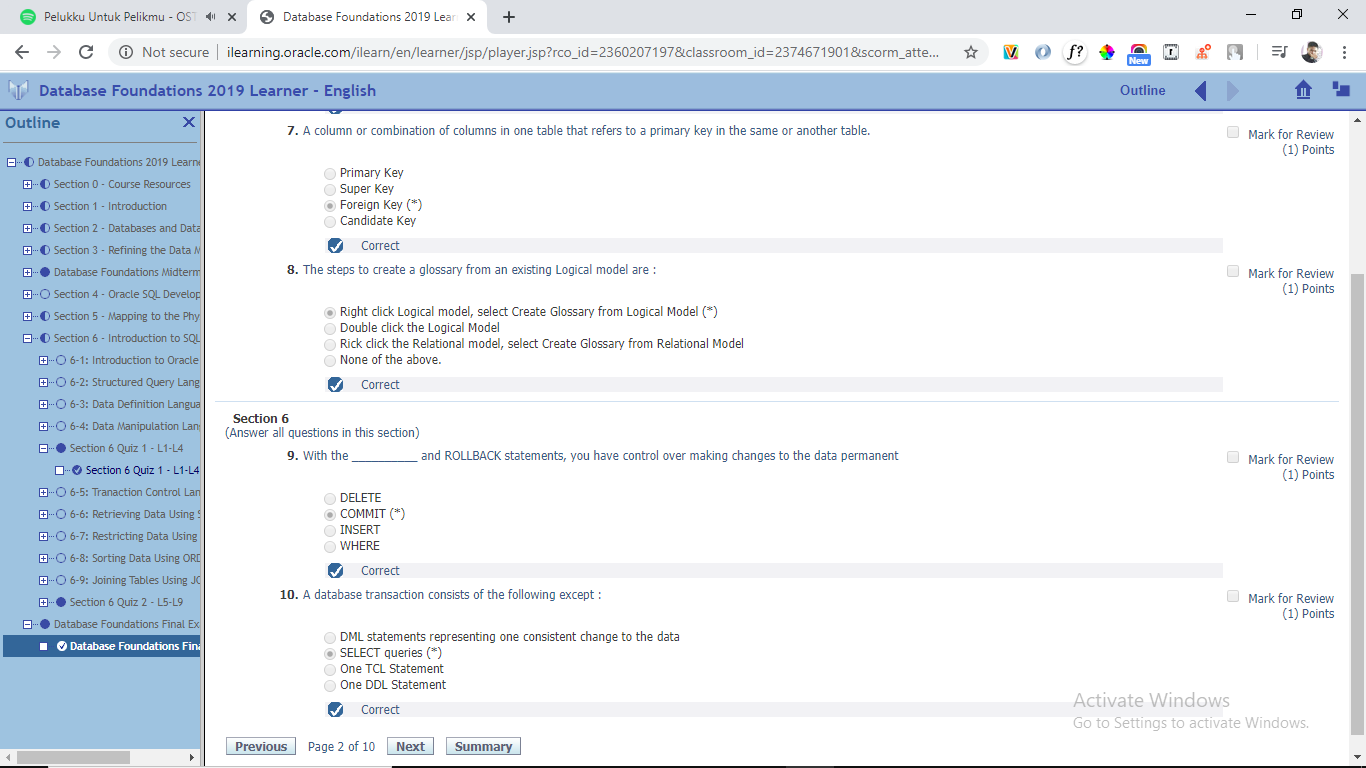 Pelukku Untuk Pelikmu - OST
Database Foundations 2019 Lear
Not secure
ilearning.oracle.com/ilearn/en/learner/jsp/player.jsp?rco_id=2360207197&classroom_id=2374671901&scorm_atte...
New
Database Foundations 2019 Learner - English
Outline
Outline
Database Foundations 2019 Learne
Section 0 - Course Resources
Section 1 - Introduction
Section 2 - Databases and Data
Section 3 - Refining the Data M
Database Foundations Midterm
Section 4 - Oracle SQL Develop
Section 5 - Mapping to the Phy
Section 6 - Introduction to SQL
6-1: Introduction to Oracle
6-2: Structured Query Lang
6-3: Data Definition Langua
6-4: Data Manipulation Lan
Section 6 Quiz 1 - L1-L4
Section 6 Quiz 1 - L1-L4
6-5: Tranaction Control Lan
6-6: Retrieving Data Using S
6-7: Restricting Data Using
6-8: Sorting Data Using ORD
6-9: Joining Tables Using JO
Section 6 Quiz 2 - L5-L9
Database Foundations Final Ex
Database Foundations Fina
7. A column or combination of columns in one table that refers to a primary key in the same or another table.
Mark for Review
(1) Points
Primary Key
Super Key
Foreign Key (*)
Candidate Key
Correct
8. The steps to create a glossary from an existing Logical model are :
Mark for Review
(1) Points
Right click Logical model, select Create Glossary from Logical Model (*)
Double click the Logical Model
Rick click the Relational model, select Create Glossary from Relational Model
None of the above.
Correct
Section 6
(Answer all questions in this section)
9. With the __________ and ROLLBACK statements, you have control over making changes to the data permanent
Mark for Review
(1) Points
DELETE
COMMIT (*)
INSERT
WHERE
Correct
10. A database transaction consists of the following except :
Mark for Review
(1) Points
DML statements representing one consistent change to the data
SELECT queries (*)
One TCL Statement
One DDL Statement
Correct
Activate Windows
Go to Settings to activate Windows.
Previous
Page 2 of 10
Next
Summary